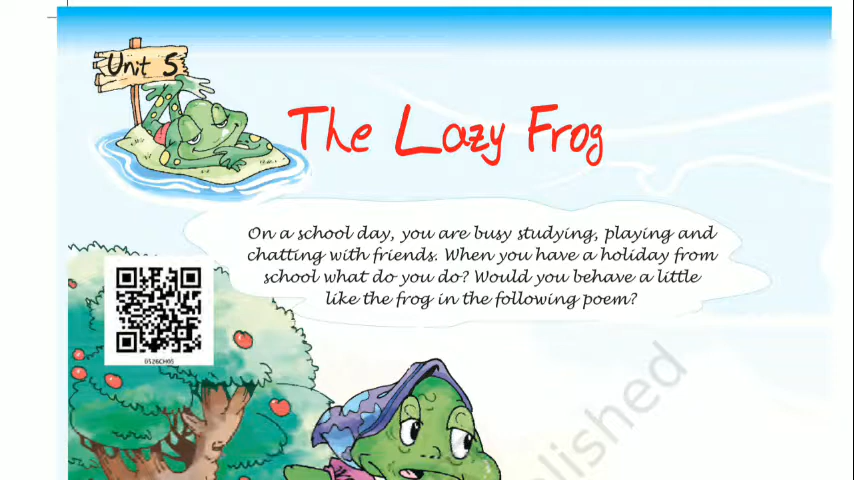 Unit 5
The Lazy Frog
On a school day, you are busy studying, playing and
chatting with friends. When you have a holiday from
school what do you do? Would you behave a little
like the frog in the following poem?
0526CH05
lished